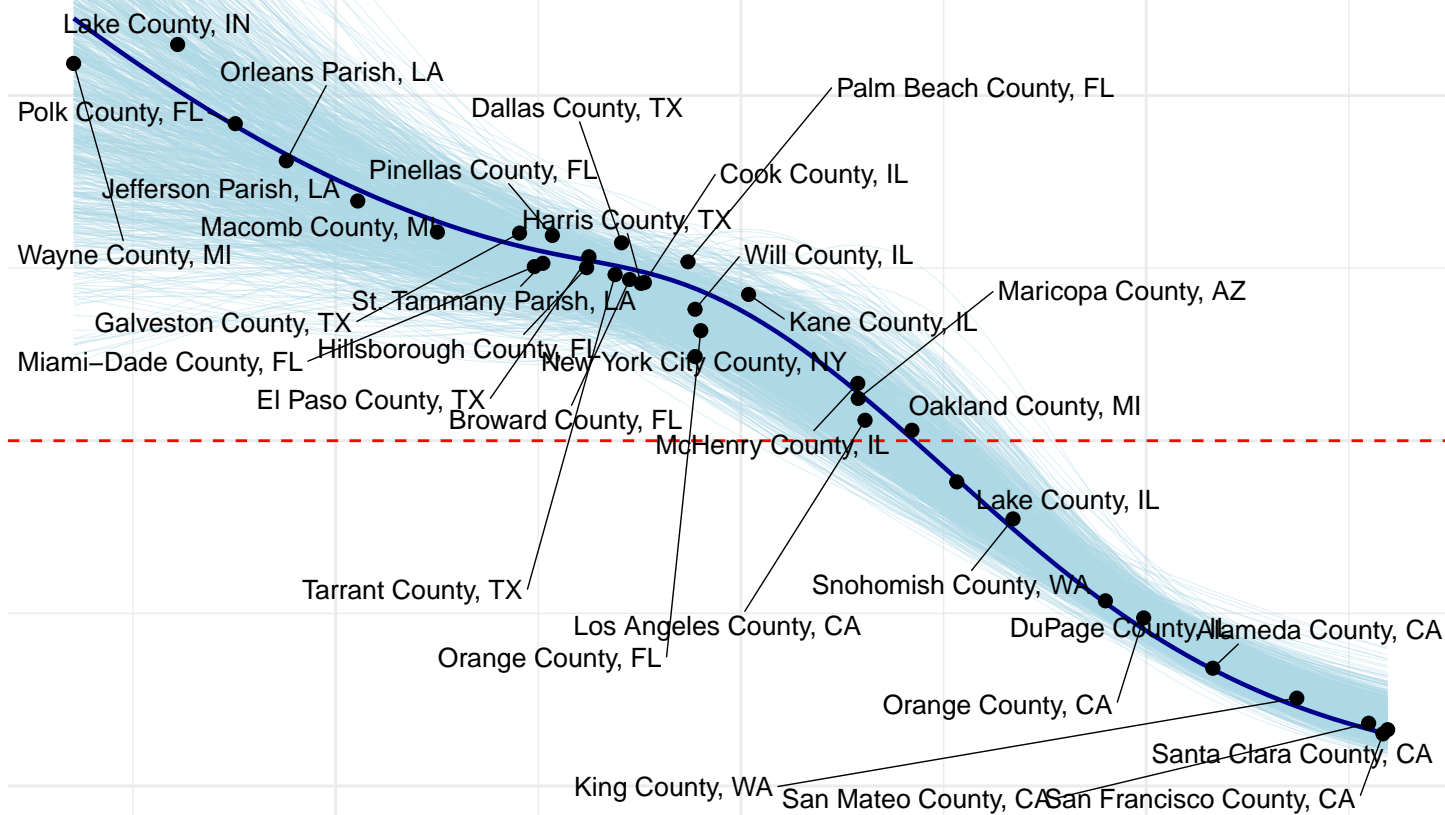 Lake County, IN
Orleans Parish, LA
Palm Beach County, FL
Polk County, FL
Dallas County, TX
Pinellas County, FL
Cook County, IL
Jefferson Parish, LA
Harris County, TX
Macomb County, MI
Wayne County, MI
Will County, IL
Maricopa County, AZ
St. Tammany Parish, LA
Galveston County, TX
Kane County, IL
Hillsborough County, FL
Miami−Dade County, FL
New York City County, NY
El Paso County, TX
Oakland County, MI
Broward County, FL
McHenry County, IL
Lake County, IL
Snohomish County, WA
Tarrant County, TX
Los Angeles County, CA
DuPage County, IL
Alameda County, CA
Orange County, FL
Orange County, CA
Santa Clara County, CA
King County, WA
San Mateo County, CA
San Francisco County, CA